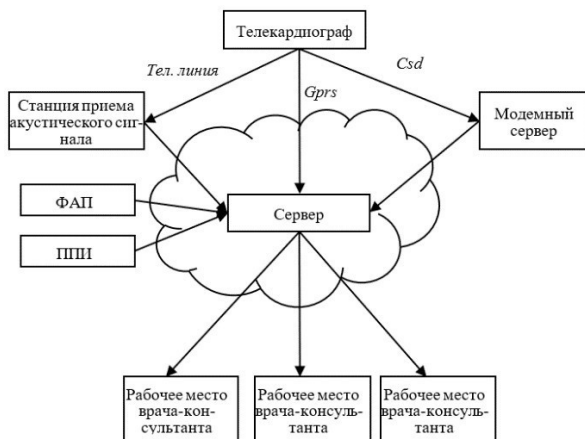 Телекардиограф
Тел. линия
Gprs
Csd
Станция приема
акустического сиг-
нала
Модемный
сервер
ФАП
Сервер
ППИ
Рабочее место
врача-кон-
сультанта
Рабочее место
врача-консуль-
танта
Рабочее место
врача-консуль-
танта